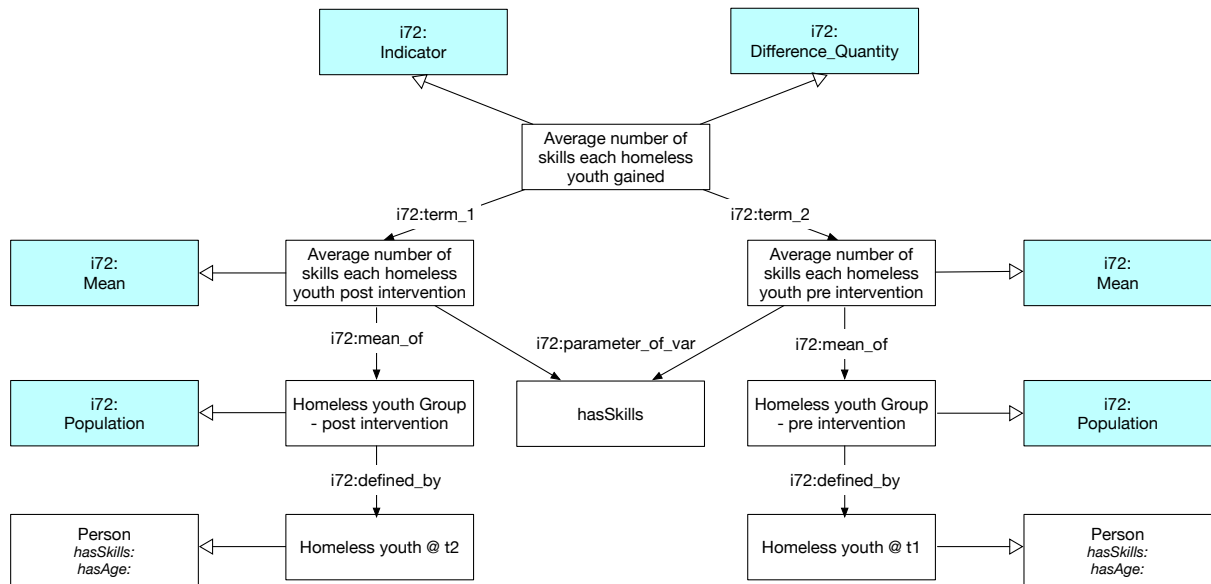 i72:
Indicator
i72:
Difference_Quantity
Average number of
skills each homeless
youth gained
i72:term_1
i72:term_2
i72:
Mean
Average number of
skills each homeless
youth post intervention
Average number of
skills each homeless
youth pre intervention
i72:
Mean
i72:mean_of
i72:parameter_of_var
i72:mean_of
i72:
Population
Homeless youth Group
- post intervention
hasSkills
Homeless youth Group
- pre intervention
i72:
Population
i72:defined_by
i72:defined_by
Person
hasSkills:
hasAge:
Homeless youth @ t2
Homeless youth @ t1
Person
hasSkills:
hasAge: